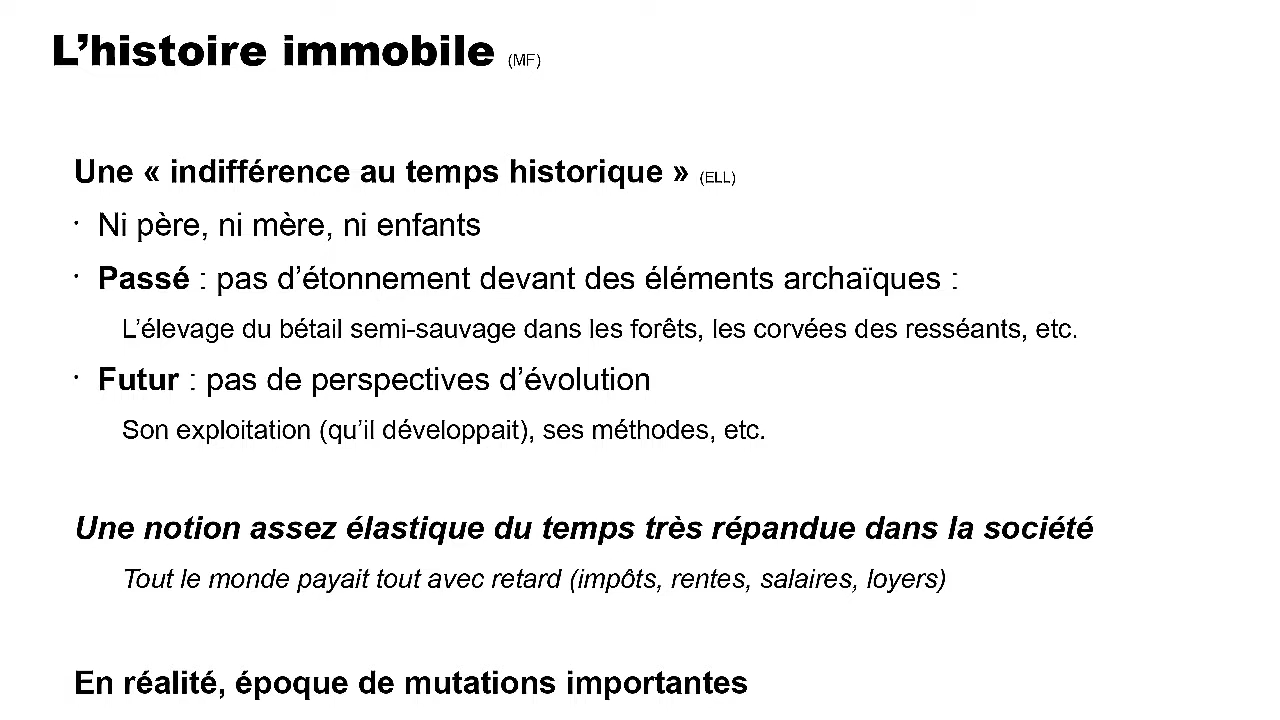 L’histoire immobile (MF)
Une « indifférence au temps historique » (ELL)
· Ni père, ni mère, ni enfants
· Passé : pas d’étonnement devant des éléments archaïques :
L’élevage du bétail semi-sauvage dans les forêts, les corvées des resséants, etc.
· Futur : pas de perspectives d’évolution
Son exploitation (qu’il développait), ses méthodes, etc.
Une notion assez élastique du temps très répandue dans la société
Tout le monde payait tout avec retard (impôts, rentes, salaires, loyers)
En réalité, époque de mutations importantes